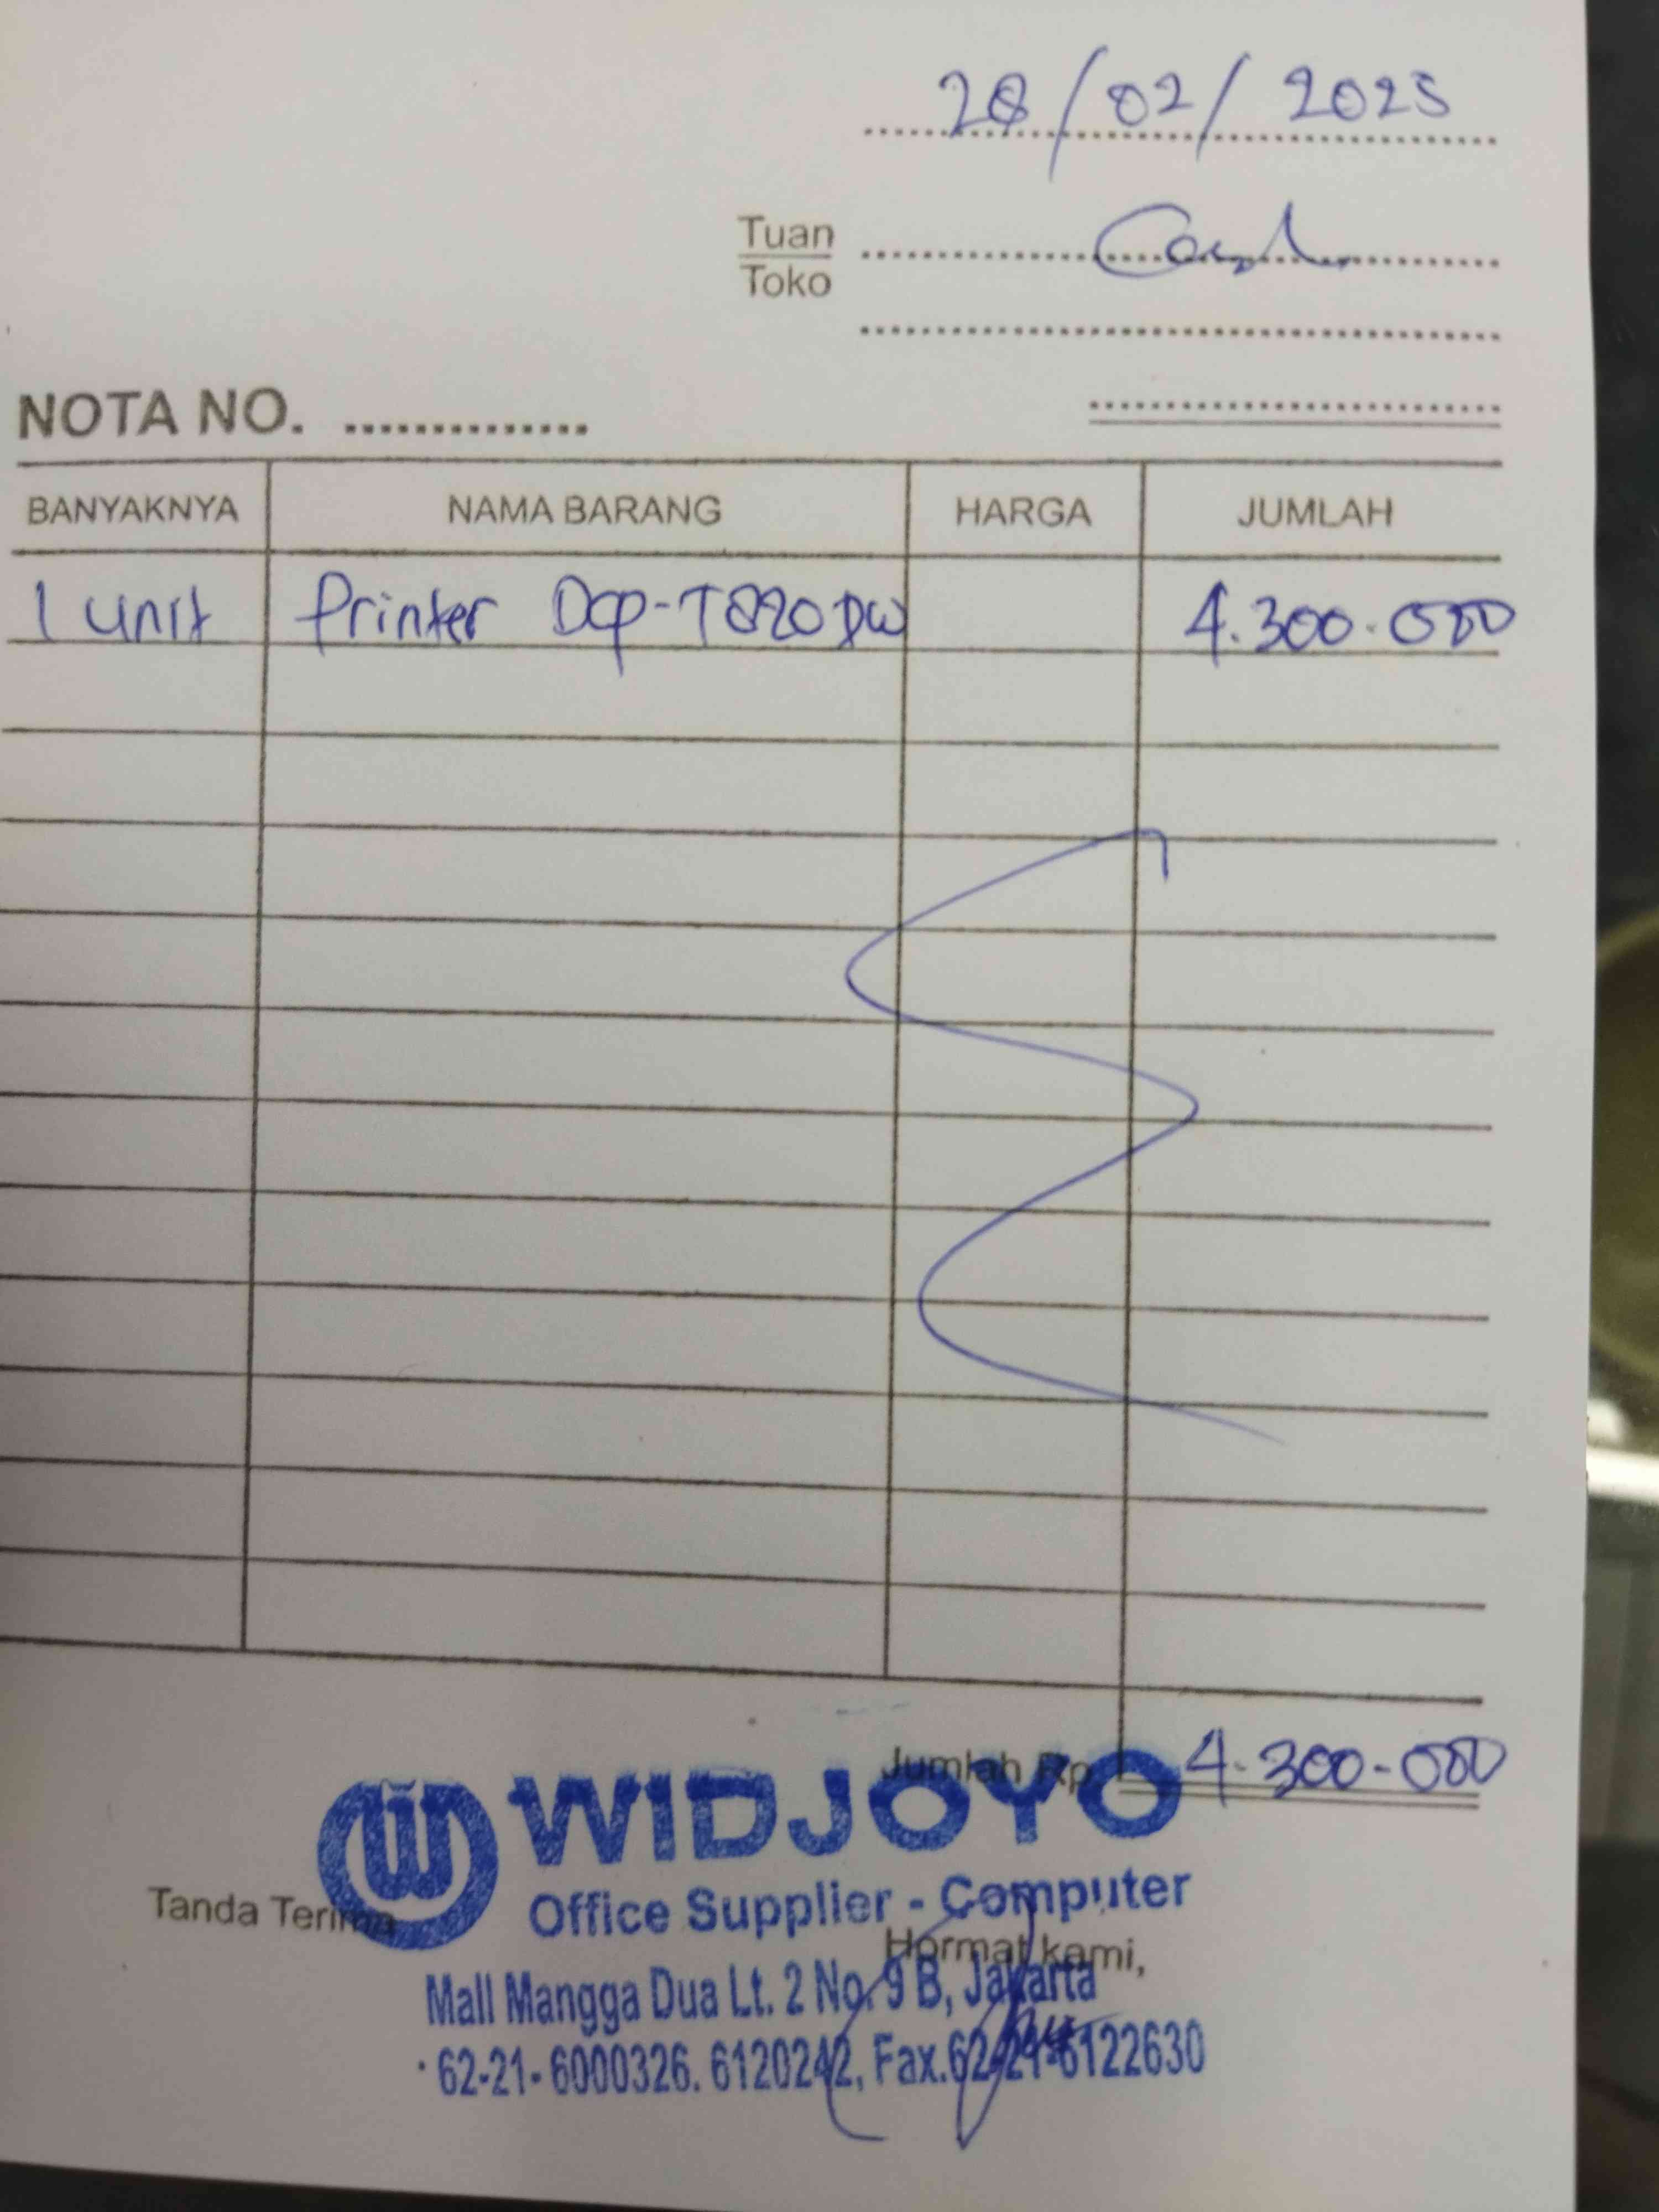 28/02/2025
Tuan
Toko
Cash
NOTA NO. ..............
BANYAKNYA NAMA BARANG HARGA JUMLAH
1 unit Printer Dcp-T820DW 4.300.000
Jumlah Rp 4.300.000
WIDJOYO
Office Supplier - Computer
Tanda Terima
Hormat kami,
Mall Mangga Dua Lt. 2 No. 9 B, Jakarta
62-21- 6000326. 6120242, Fax.62-21-6122630